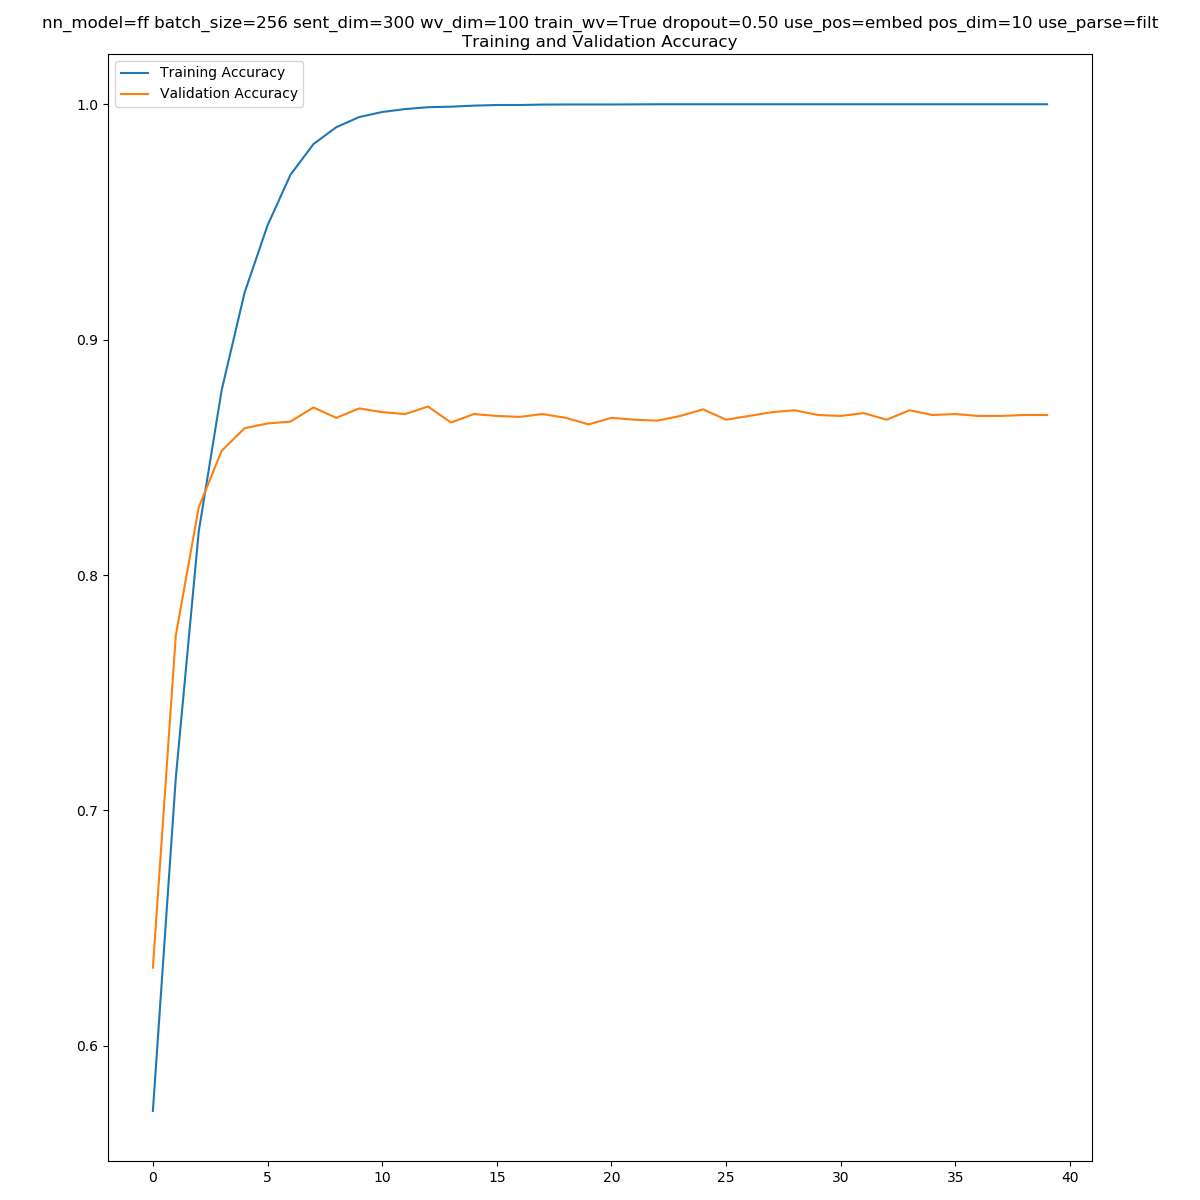 nn_model=ff batch_size=256 sent_dim=300 wv_dim=100 train_wv=True dropout=0.50 use_pos=embed pos_dim=10 use_parse=filt
Training and Validation Accuracy
Training Accuracy
Validation Accuracy
1.0
0.9
0.8
0.7
0.6
0 5 10 15 20 25 30 35 40